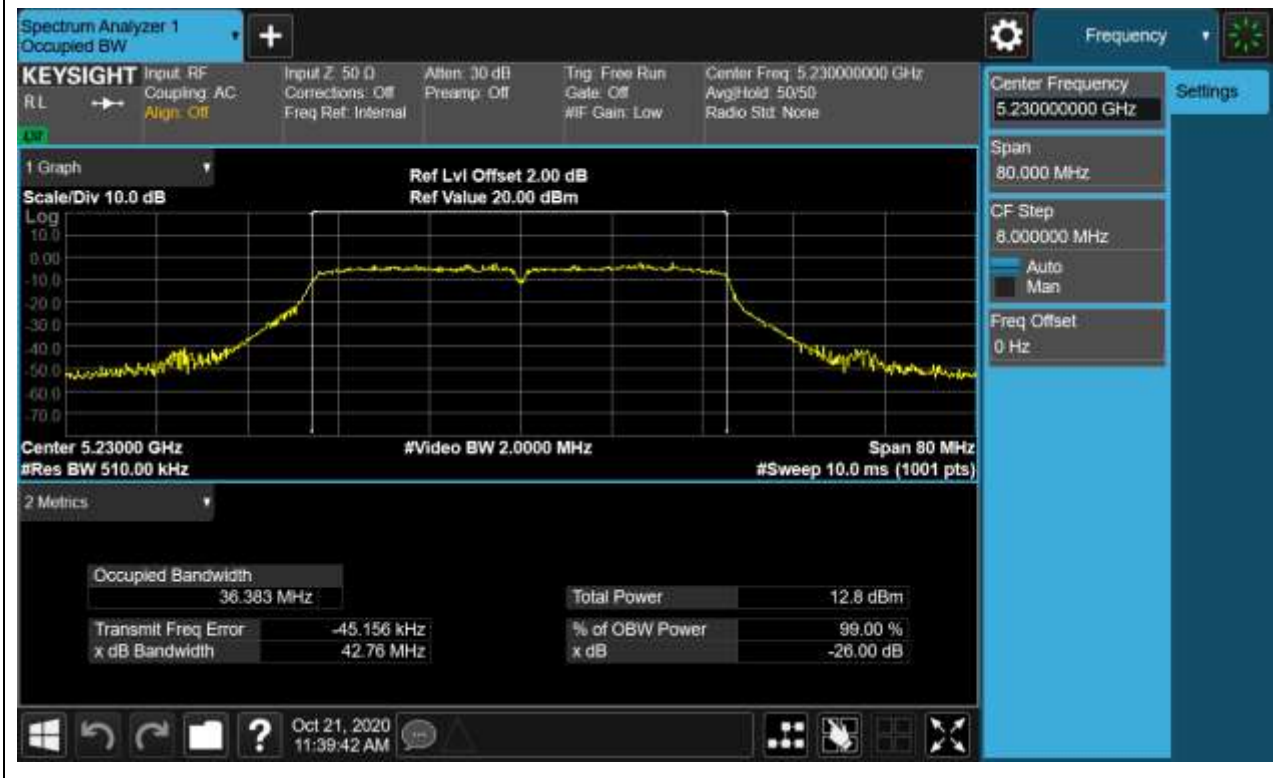 Spectrum Analyzer 1
Occupied BW
+
Frequency
KEYSIGHT
RL
LXI
Input: RF
Coupling: AC
Align: Off
Input Z: 50 Ω
Corrections: Off
Freq Ref: Internal
Atten: 30 dB
Preamp: Off
Trig: Free Run
Gate: Off
#IF Gain: Low
Center Freq: 5.230000000 GHz
Avg|Hold: 50/50
Radio Std: None
Center Frequency
5.230000000 GHz
Settings
Span
80.000 MHz
CF Step
8.000000 MHz
Auto
Man
Freq Offset
0 Hz
1 Graph
Scale/Div 10.0 dB
Ref Lvl Offset 2.00 dB
Ref Value 20.00 dBm
Log
10.0
0.00
-10.0
-20.0
-30.0
-40.0
-50.0
-60.0
-70.0
Center 5.23000 GHz
#Video BW 2.0000 MHz
Span 80 MHz
#Res BW 510.00 kHz
#Sweep 10.0 ms (1001 pts)
2 Metrics
Occupied Bandwidth
36.383 MHz
Total Power 12.8 dBm
Transmit Freq Error -45.156 kHz
% of OBW Power 99.00 %
x dB Bandwidth 42.76 MHz
x dB -26.00 dB
?
Oct 21, 2020
11:39:42 AM